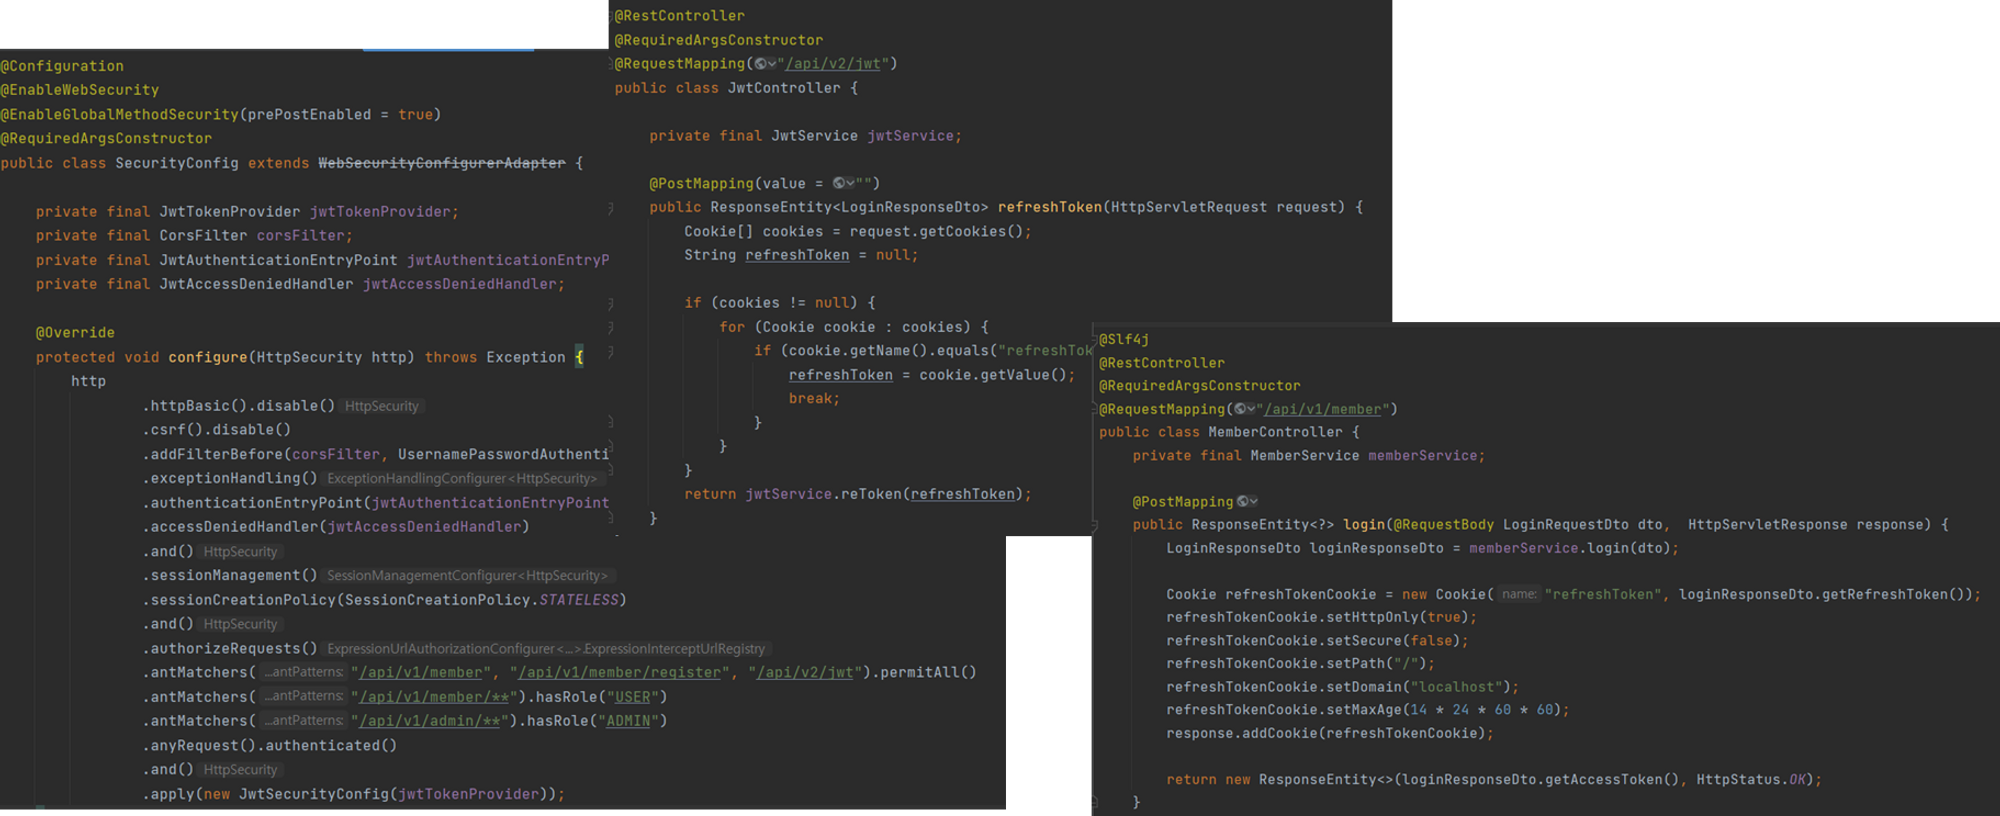 @Configuration
@EnableWebSecurity
@EnableGlobalMethodSecurity(prePostEnabled = true)
@RequiredArgsConstructor
public class SecurityConfig extends WebSecurityConfigurerAdapter {
private final JwtTokenProvider jwtTokenProvider;
private final CorsFilter corsFilter;
private final JwtAuthenticationEntryPoint jwtAuthenticationEntryP
private final JwtAccessDeniedHandler jwtAccessDeniedHandler;
@Override
protected void configure(HttpSecurity http) throws Exception {
http
.httpBasic().disable() HttpSecurity
.csrf().disable()
.addFilterBefore(corsFilter, UsernamePasswordAuthenti
.exceptionHandling() ExceptionHandlingConfigurer<HttpSecurity>
.authenticationEntryPoint(jwtAuthenticationEntryPoint
.accessDeniedHandler(jwtAccessDeniedHandler)
.and() HttpSecurity
.sessionManagement() SessionManagementConfigurer<HttpSecurity>
.sessionCreationPolicy(SessionCreationPolicy.STATELESS)
.and() HttpSecurity
.authorizeRequests() ExpressionUrlAuthorizationConfigurer<...>.ExpressionInterceptUrlRegistry
.antMatchers( ...antPatterns: "/api/v1/member", "/api/v1/member/register", "/api/v2/jwt").permitAll()
.antMatchers( ...antPatterns: "/api/v1/member/**").hasRole("USER")
.antMatchers( ...antPatterns: "/api/v1/admin/**").hasRole("ADMIN")
.anyRequest().authenticated()
.and() HttpSecurity
.apply(new JwtSecurityConfig(jwtTokenProvider));
@RestController
@RequiredArgsConstructor
@RequestMapping("/api/v2/jwt")
public class JwtController {
private final JwtService jwtService;
@PostMapping(value = "")
public ResponseEntity<LoginResponseDto> refreshToken(HttpServletRequest request) {
Cookie[] cookies = request.getCookies();
String refreshToken = null;
if (cookies != null) {
for (Cookie cookie : cookies) {
if (cookie.getName().equals("refreshTok
refreshToken = cookie.getValue();
break;
}
}
}
return jwtService.reToken(refreshToken);
}
@Slf4j
@RestController
@RequiredArgsConstructor
@RequestMapping("/api/v1/member")
public class MemberController {
private final MemberService memberService;
@PostMapping
public ResponseEntity<?> login(@RequestBody LoginRequestDto dto, HttpServletResponse response) {
LoginResponseDto loginResponseDto = memberService.login(dto);
Cookie refreshTokenCookie = new Cookie( name: "refreshToken", loginResponseDto.getRefreshToken());
refreshTokenCookie.setHttpOnly(true);
refreshTokenCookie.setSecure(false);
refreshTokenCookie.setPath("/");
refreshTokenCookie.setDomain("localhost");
refreshTokenCookie.setMaxAge(14 * 24 * 60 * 60);
response.addCookie(refreshTokenCookie);
return new ResponseEntity<>(loginResponseDto.getAccessToken(), HttpStatus.OK);
}